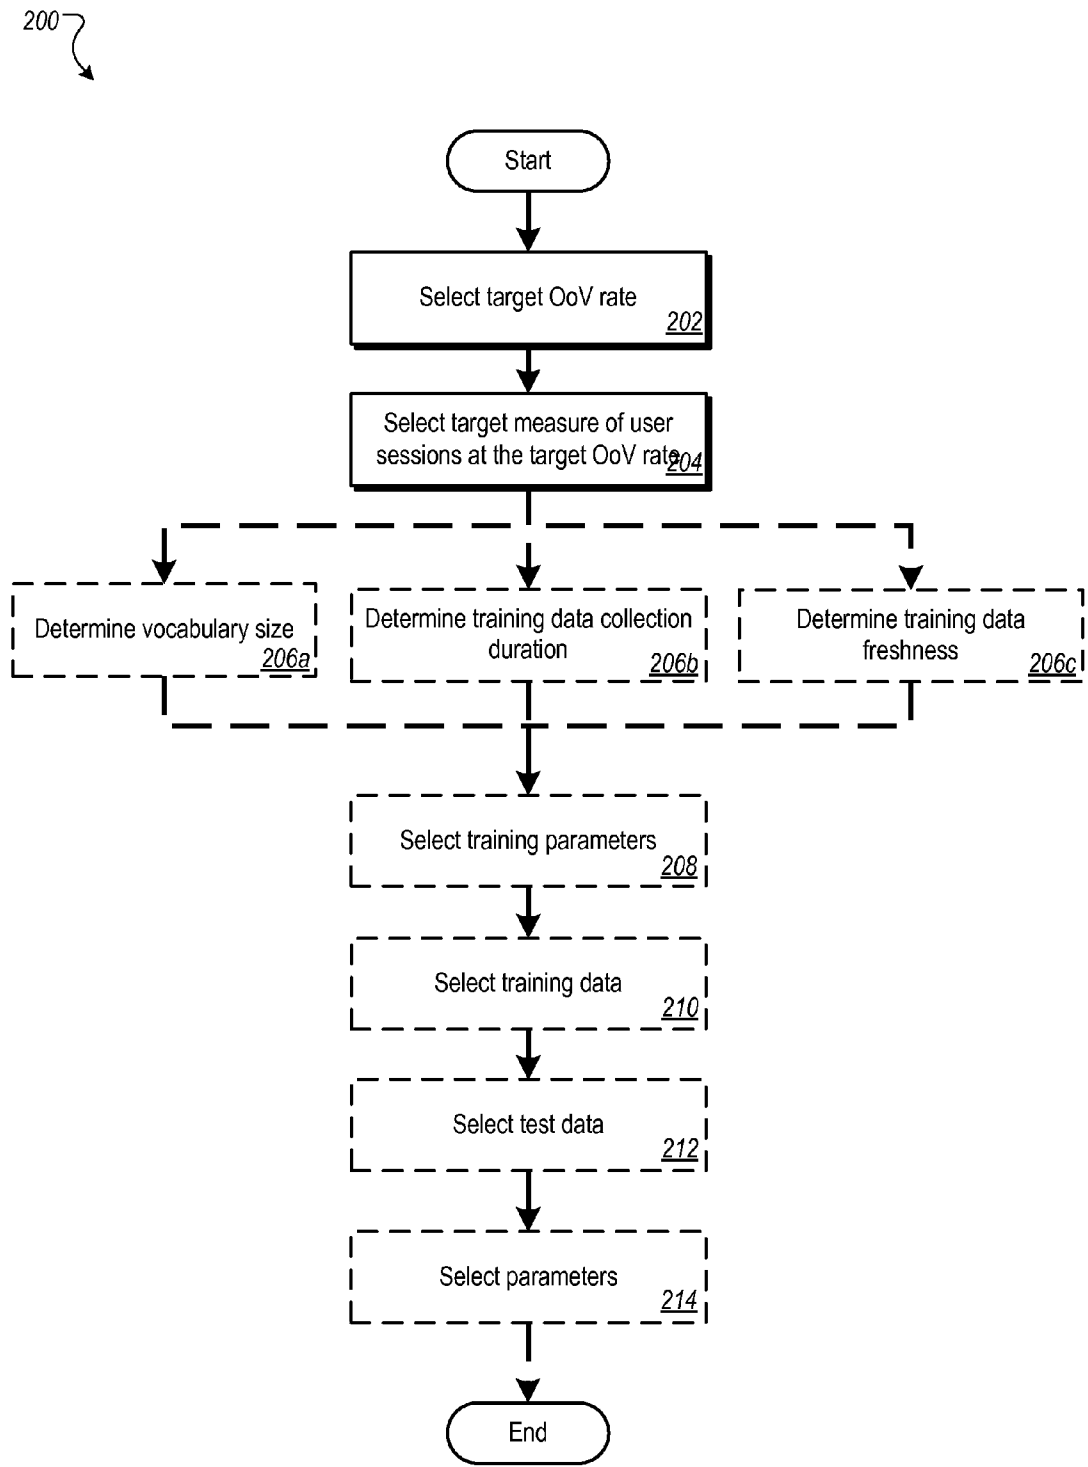 200
Start
Select target OoV rate
202
Select target measure of user
sessions at the target OoV rate
204
Determine vocabulary size
206a
Determine training data collection
duration
206b
Determine training data
freshness
206c
Select training parameters
208
Select training data
210
Select test data
212
Select parameters
214
End